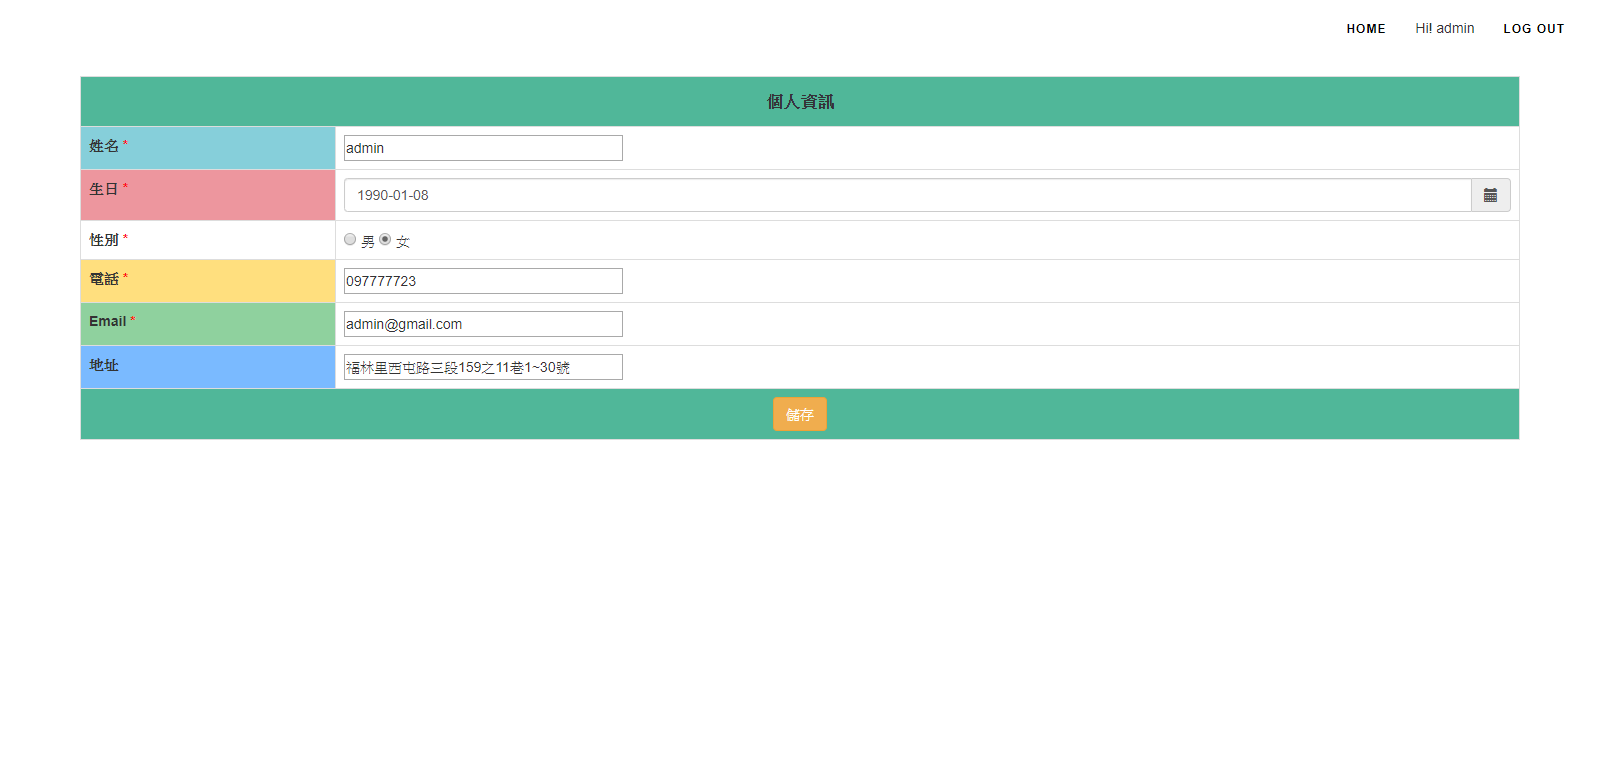 HOME Hi! admin LOG OUT
個人資訊
姓名 * admin
生日 * 1990-01-08
性別 * 男 女
電話 * 097777723
Email * admin@gmail.com
地址 福林里西屯路三段159之11巷1~30號
儲存